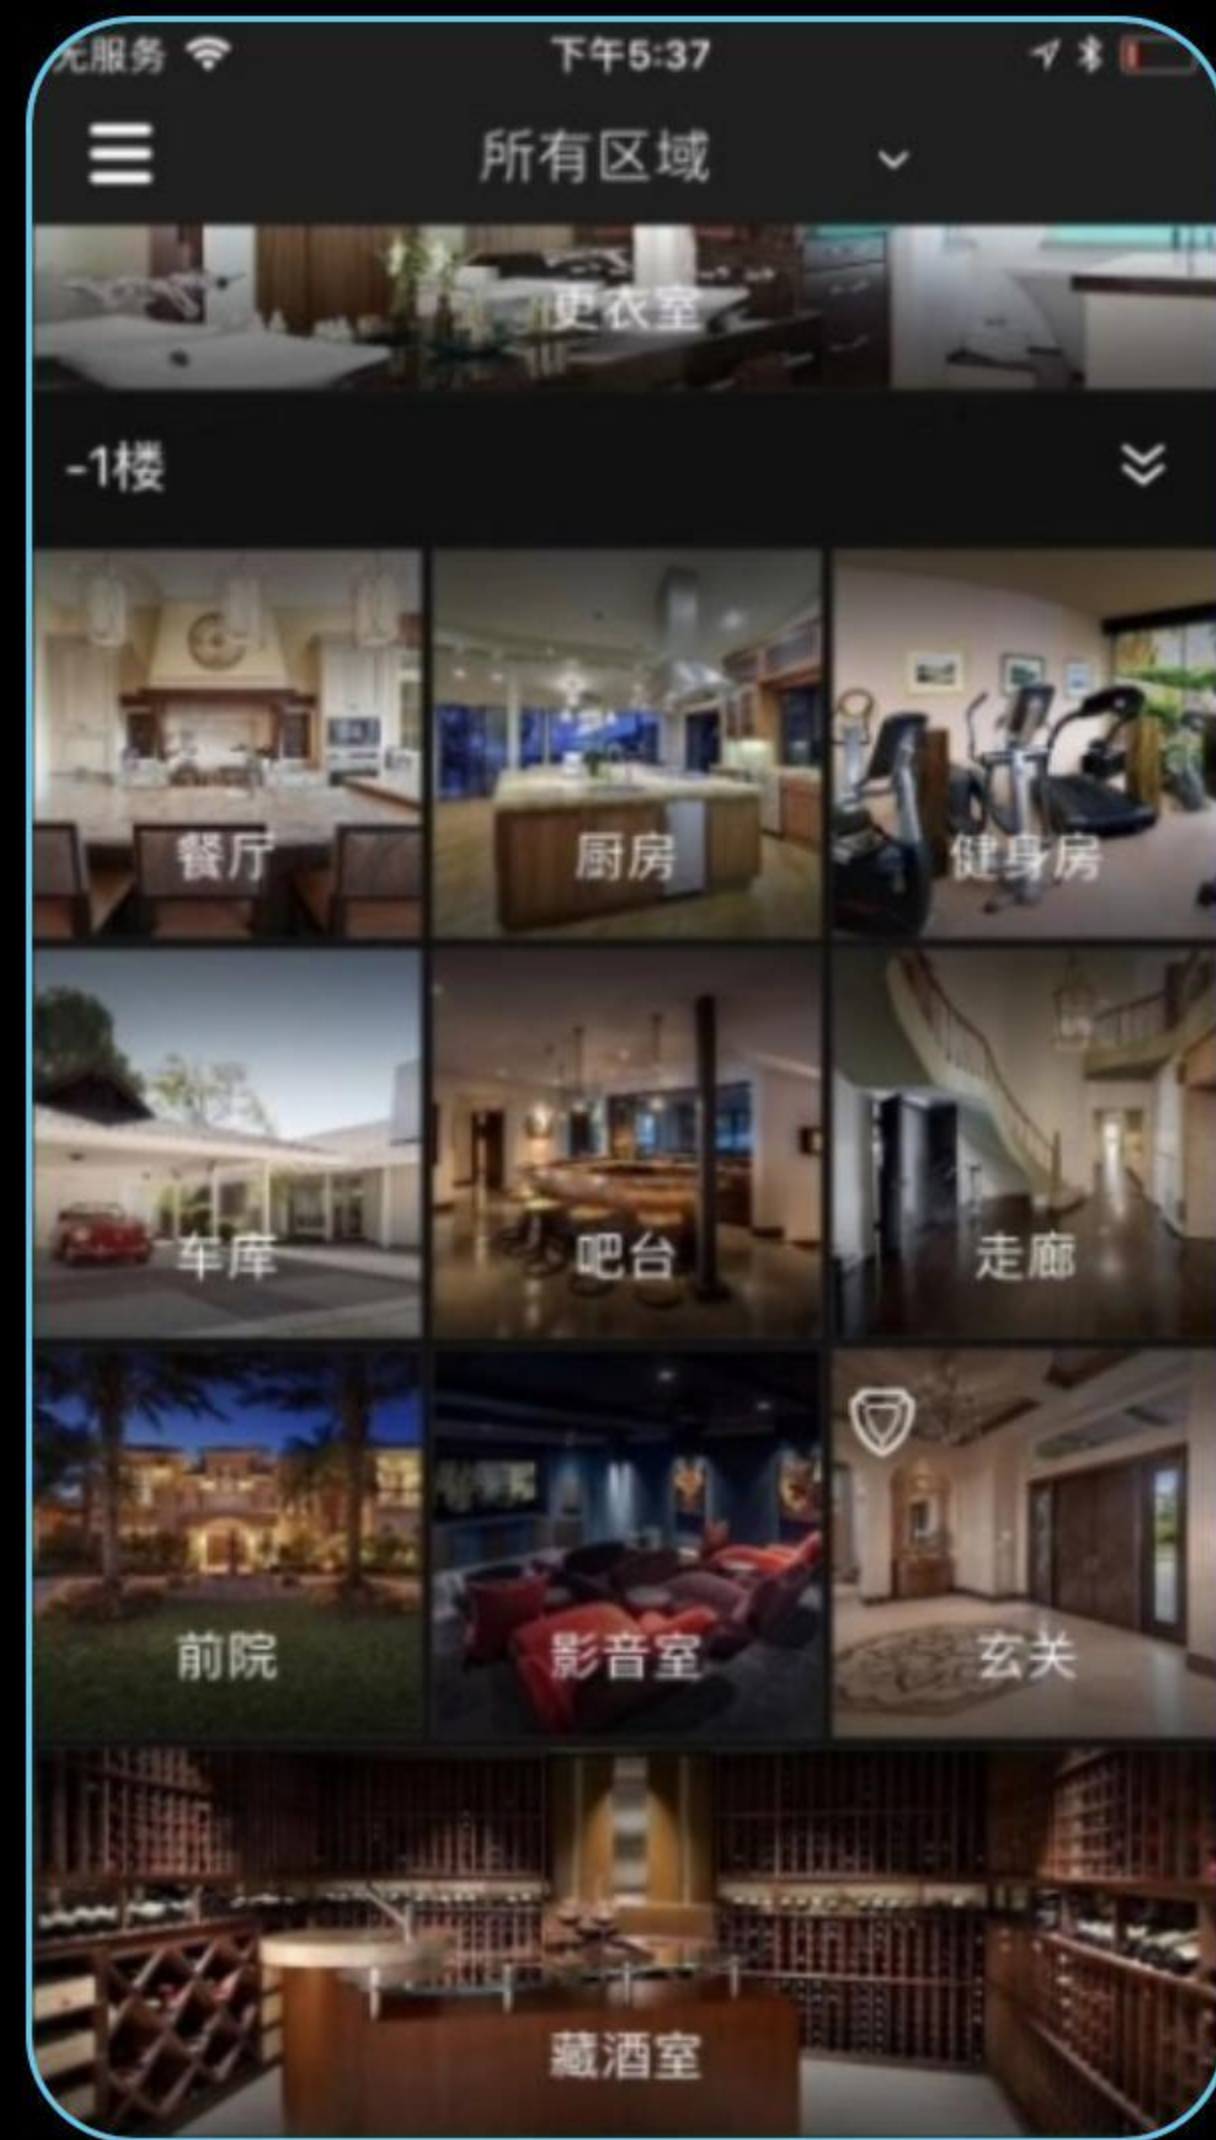 无服务
下午5:37
所有区域
更衣室
-1楼
餐厅
厨房
健身房
车库
吧台
走廊
前院
影音室
玄关
藏酒室